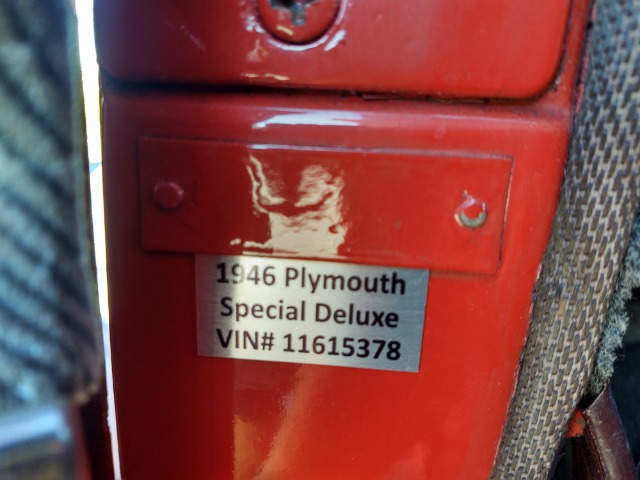 1946 Plymouth
Special Deluxe
VIN# 11615378